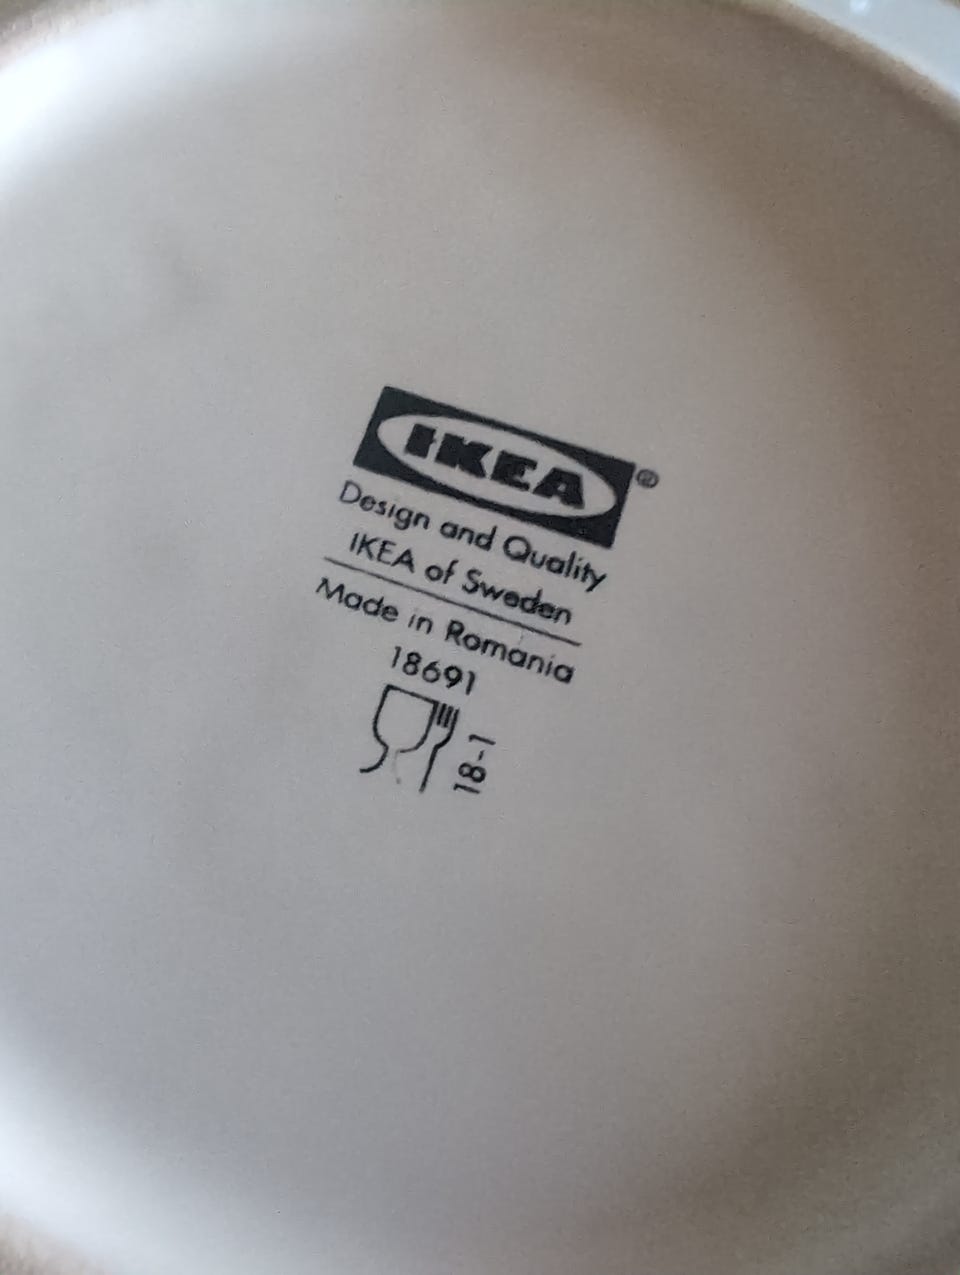 IKEA®
Design and Quality
IKEA of Sweden
Made in Romania
18691
18-1